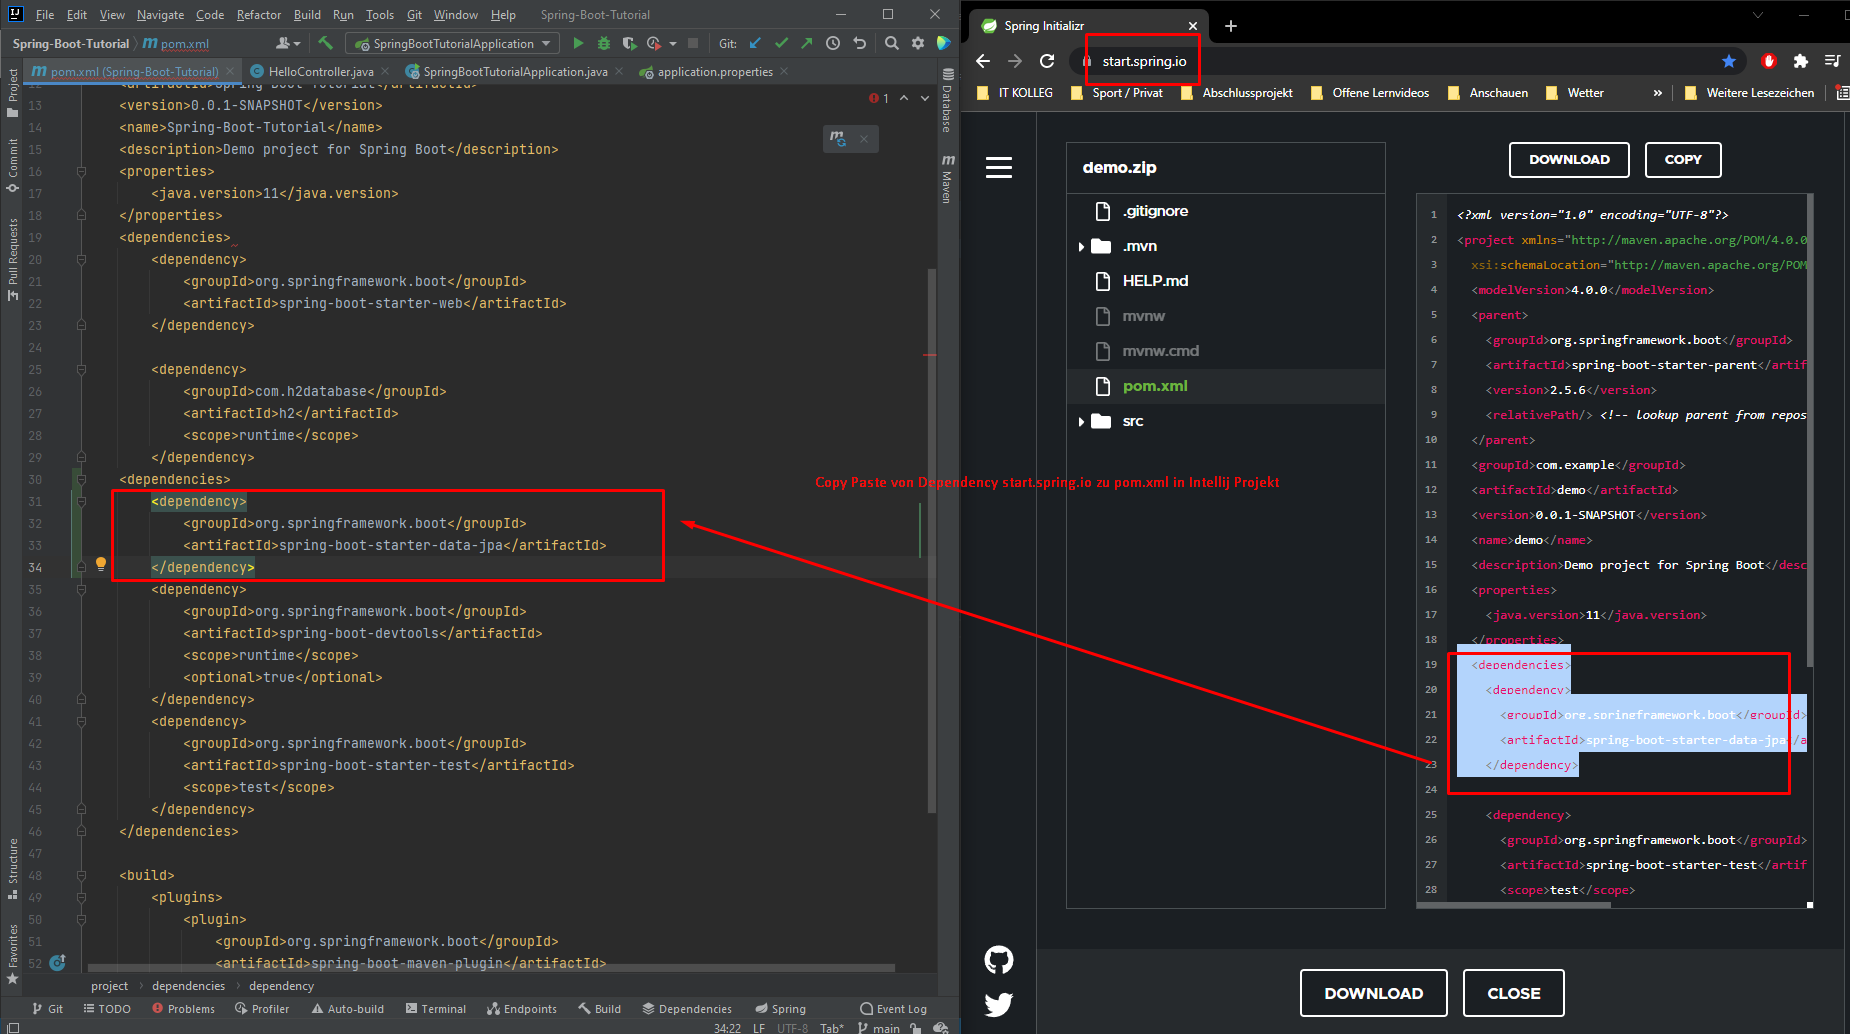 File Edit View Navigate Code Refactor Build Run Tools Git Window Help Spring-Boot-Tutorial
Spring-Boot-Tutorial pom.xml SpringBootTutorialApplication Git:
pom.xml (Spring-Boot-Tutorial) HelloController.java SpringBootTutorialApplication.java application.properties
Project
Commit
Pull Requests
Structure
Favorites
13 <version>0.0.1-SNAPSHOT</version>
14 <name>Spring-Boot-Tutorial</name>
15 <description>Demo project for Spring Boot</description>
16 <properties>
17 <java.version>11</java.version>
18 </properties>
19 <dependencies>
20 <dependency>
21 <groupId>org.springframework.boot</groupId>
22 <artifactId>spring-boot-starter-web</artifactId>
23 </dependency>
24
25 <dependency>
26 <groupId>com.h2database</groupId>
27 <artifactId>h2</artifactId>
28 <scope>runtime</scope>
29 </dependency>
30 <dependencies>
31 <dependency>
32 <groupId>org.springframework.boot</groupId>
33 <artifactId>spring-boot-starter-data-jpa</artifactId>
34 </dependency>
35 <dependency>
36 <groupId>org.springframework.boot</groupId>
37 <artifactId>spring-boot-devtools</artifactId>
38 <scope>runtime</scope>
39 <optional>true</optional>
40 </dependency>
41 <dependency>
42 <groupId>org.springframework.boot</groupId>
43 <artifactId>spring-boot-starter-test</artifactId>
44 <scope>test</scope>
45 </dependency>
46 </dependencies>
47
48 <build>
49 <plugins>
50 <plugin>
51 <groupId>org.springframework.boot</groupId>
52 <artifactId>spring-boot-maven-plugin</artifactId>
1
Database
Maven
project dependencies dependency
Git TODO Problems Profiler Auto-build Terminal Endpoints Build Dependencies Spring Event Log
34:22 LF UTF-8 Tab* main
Copy Paste von Dependency start.spring.io zu pom.xml in Intellij Projekt
Spring Initializr
start.spring.io
IT KOLLEG Sport / Privat Abschlussprojekt Offene Lernvideos Anschauen Wetter » Weitere Lesezeichen
demo.zip
.gitignore
.mvn
HELP.md
mvnw
mvnw.cmd
pom.xml
src
DOWNLOAD COPY
1 <?xml version="1.0" encoding="UTF-8"?>
2 <project xmlns="http://maven.apache.org/POM/4.0.0
3 xsi:schemaLocation="http://maven.apache.org/POM
4 <modelVersion>4.0.0</modelVersion>
5 <parent>
6 <groupId>org.springframework.boot</groupId>
7 <artifactId>spring-boot-starter-parent</artif
8 <version>2.5.6</version>
9 <relativePath/> <!-- lookup parent from repos
10 </parent>
11 <groupId>com.example</groupId>
12 <artifactId>demo</artifactId>
13 <version>0.0.1-SNAPSHOT</version>
14 <name>demo</name>
15 <description>Demo project for Spring Boot</desc
16 <properties>
17 <java.version>11</java.version>
18 </properties>
19 <dependencies>
20 <dependency>
21 <groupId>org.springframework.boot</groupId>
22 <artifactId>spring-boot-starter-data-jpa</a
23 </dependency>
24
25 <dependency>
26 <groupId>org.springframework.boot</groupId>
27 <artifactId>spring-boot-starter-test</artif
28 <scope>test</scope>
DOWNLOAD CLOSE